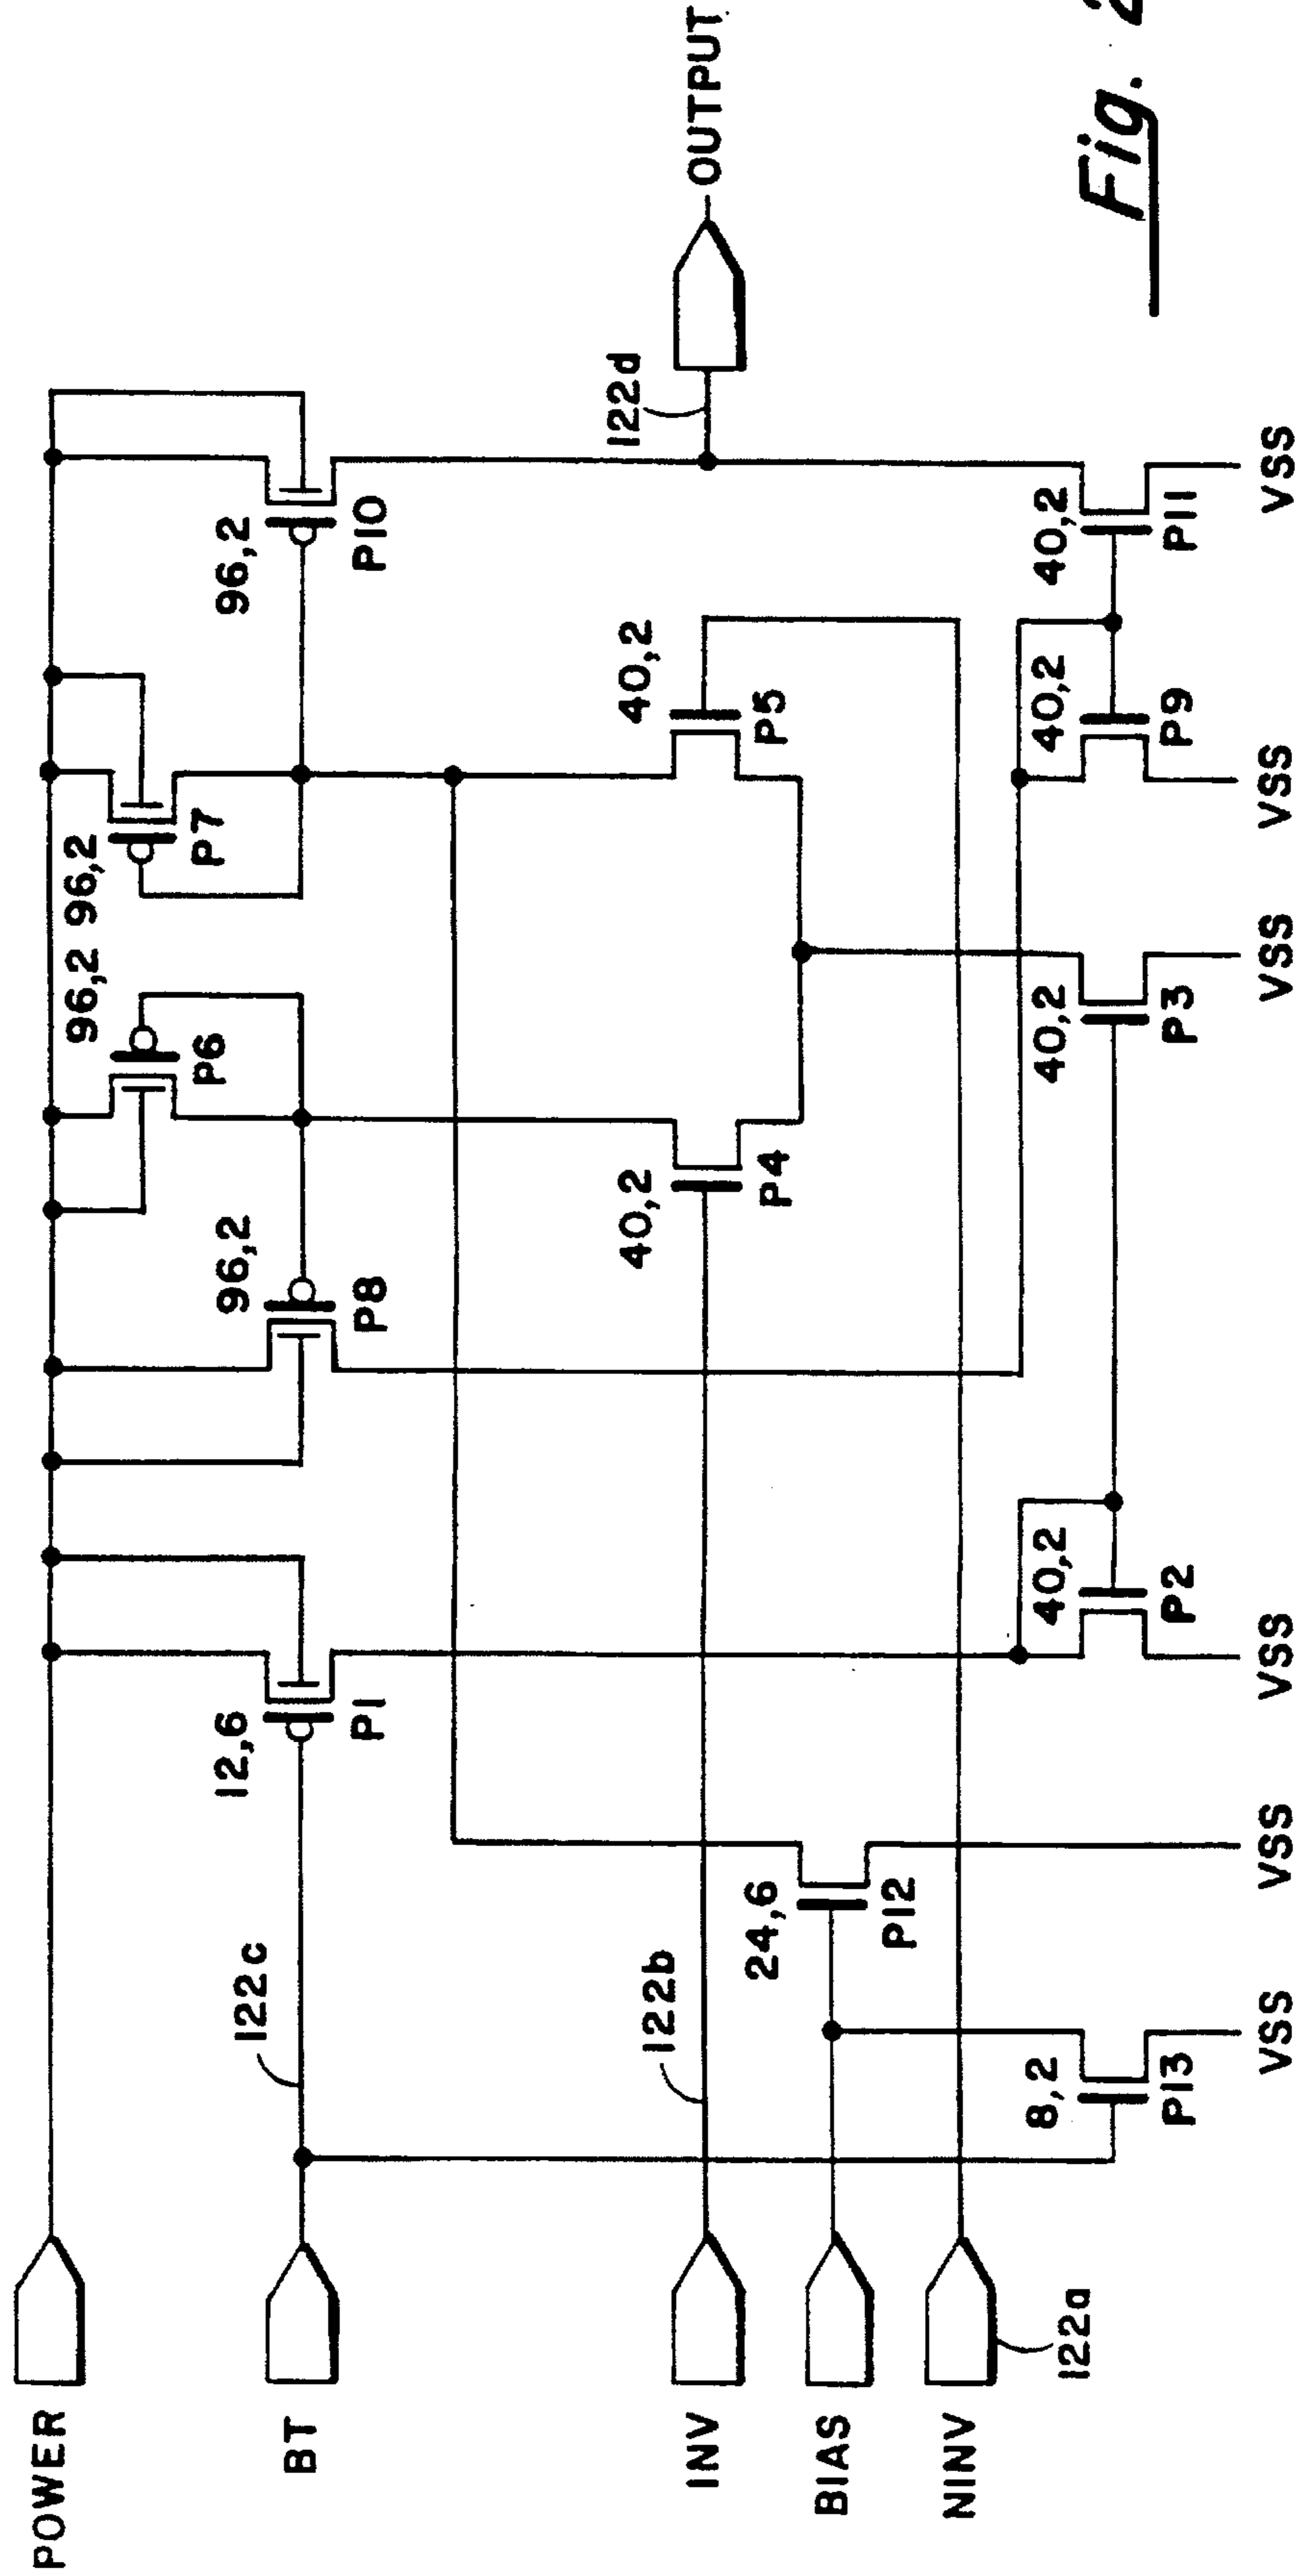 POWER
BT
INV
BIAS
NINV
122c
122b
122a
122d
OUTPUT
12,6
P1
96,2
P8
96,2 96,2
P6
P7
96,2
P10
40,2
P4
40,2
P5
24,6
P12
8,2
P13
40,2
P2
40,2
P3
40,2
P9
40,2
P11
VSS
VSS
VSS
VSS
VSS
VSS
Fig. 2